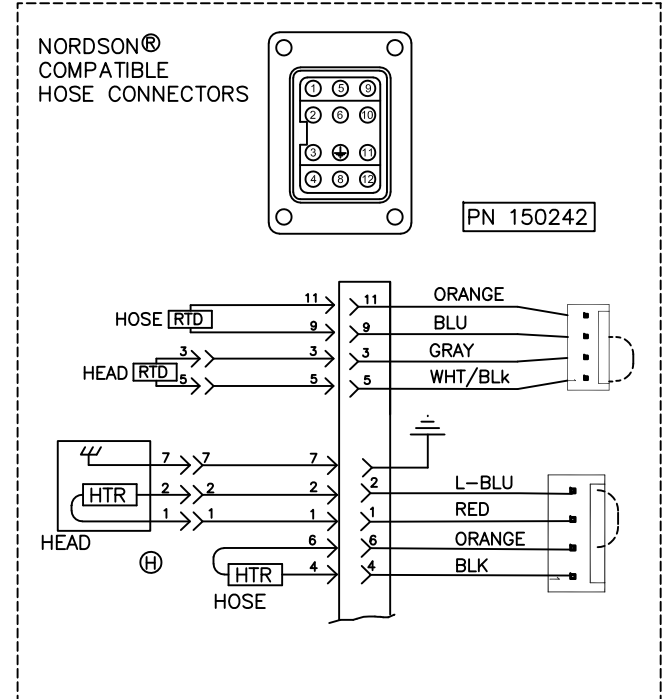 NORDSON®
COMPATIBLE
HOSE CONNECTORS
1 5 9
2 6 10
3 11
4 8 12
PN 150242
11 11 ORANGE
HOSE RTD
9 9 BLU
3 3 3 GRAY
HEAD RTD
5 5 5 WHT/BLk
7 7 7
HTR 2 2 2 2 L-BLU
1 1 1 1 RED
HEAD
6 6 ORANGE
H
HTR 4 4 BLK
HOSE